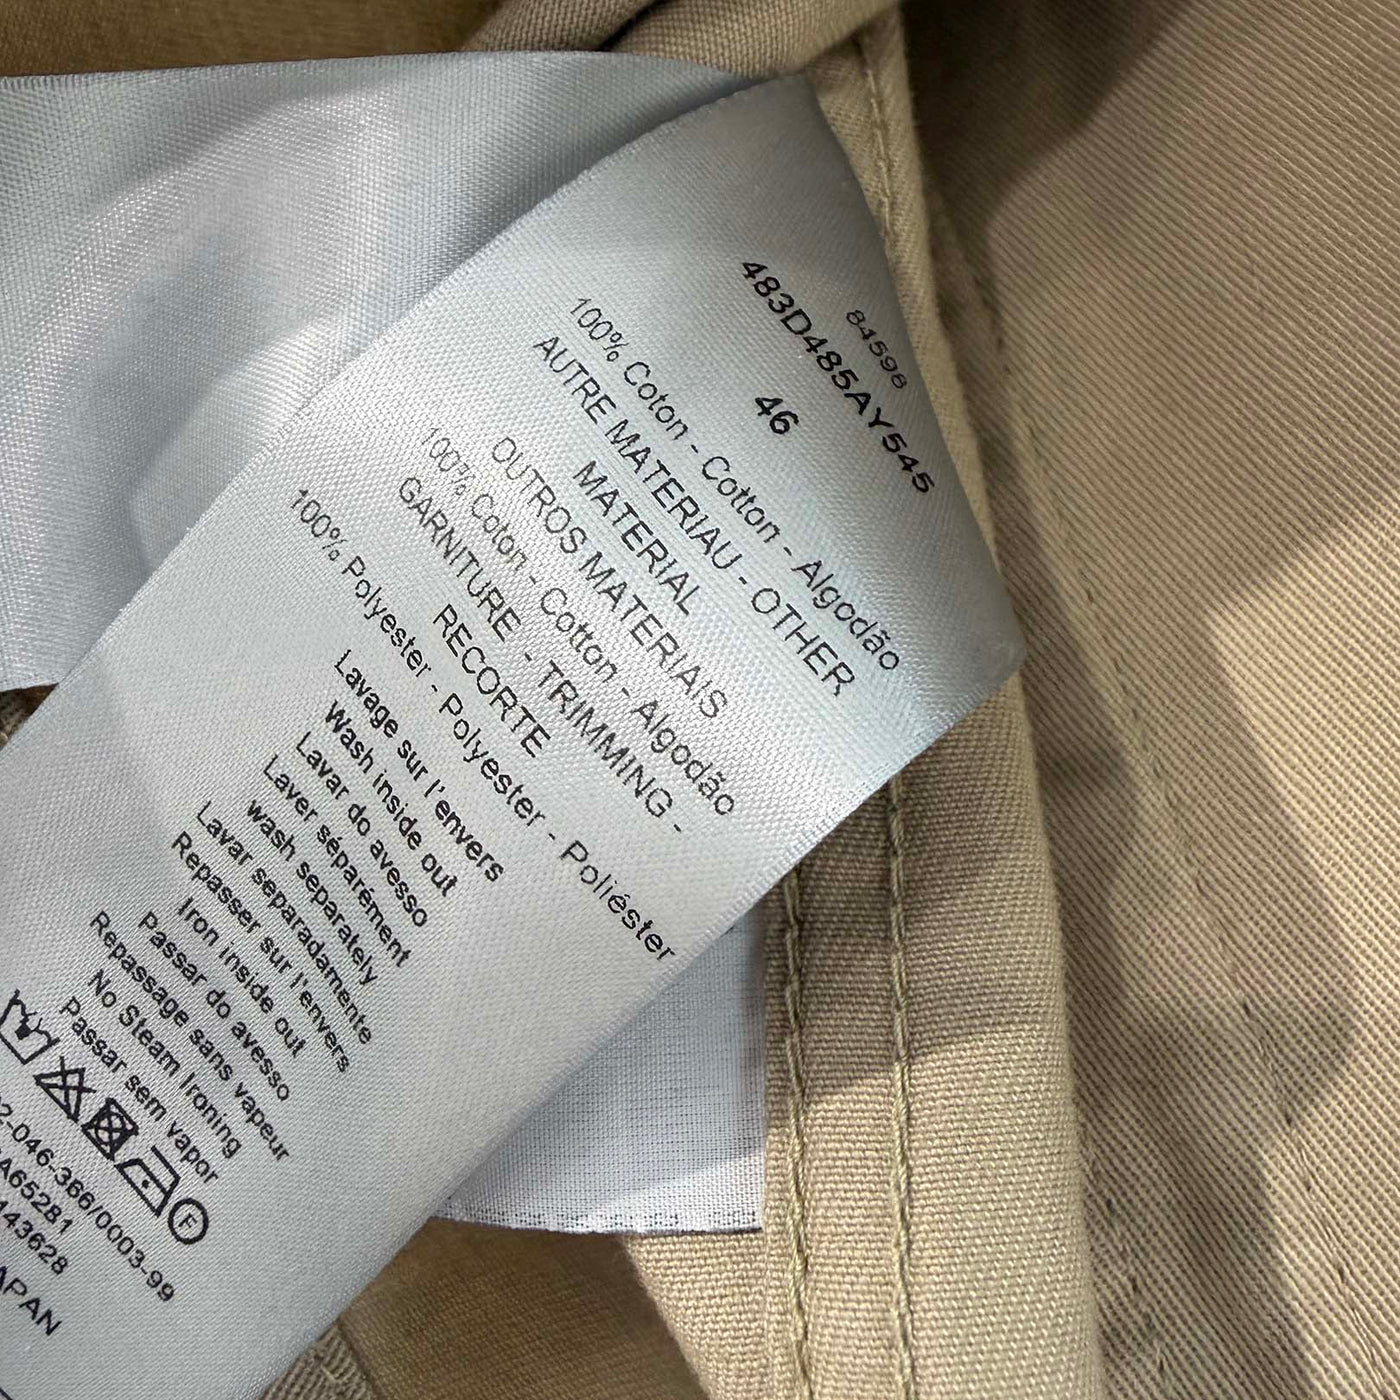 84598
483D485AY545
46
100% Coton - Cotton - Algodão
AUTRE MATERIAU - OTHER
MATERIAL
OUTROS MATERIAIS
100% Coton - Cotton - Algodão
GARNITURE - TRIMMING -
RECORTE
100% Polyester - Polyester - Poliéster
Lavage sur l'envers
Wash inside out
Lavar do avesso
Laver séparément
wash separately
Lavar separadamente
Repasser sur l'envers
Iron inside out
Passar do avesso
Repassage sans vapeur
No Steam Ironing
Passar sem vapor
F
2-046-366/0003-99
A65281
143628